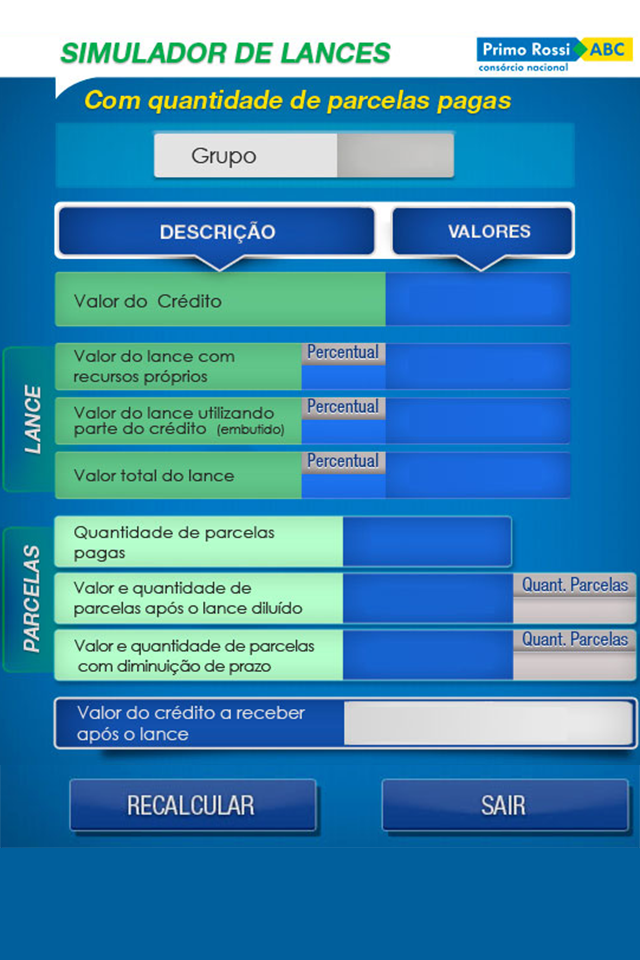 SIMULADOR DE LANCES
Primo Rossi ABC
consórcio nacional
Com quantidade de parcelas pagas
Grupo
DESCRIÇÃO
VALORES
Valor do Crédito
LANCE
Valor do lance com
recursos próprios
Percentual
Valor do lance utilizando
parte do crédito (embutido)
Percentual
Valor total do lance
Percentual
PARCELAS
Quantidade de parcelas
pagas
Valor e quantidade de
parcelas após o lance diluído
Quant. Parcelas
Valor e quantidade de parcelas
com diminuição de prazo
Quant. Parcelas
Valor do crédito a receber
após o lance
RECALCULAR
SAIR